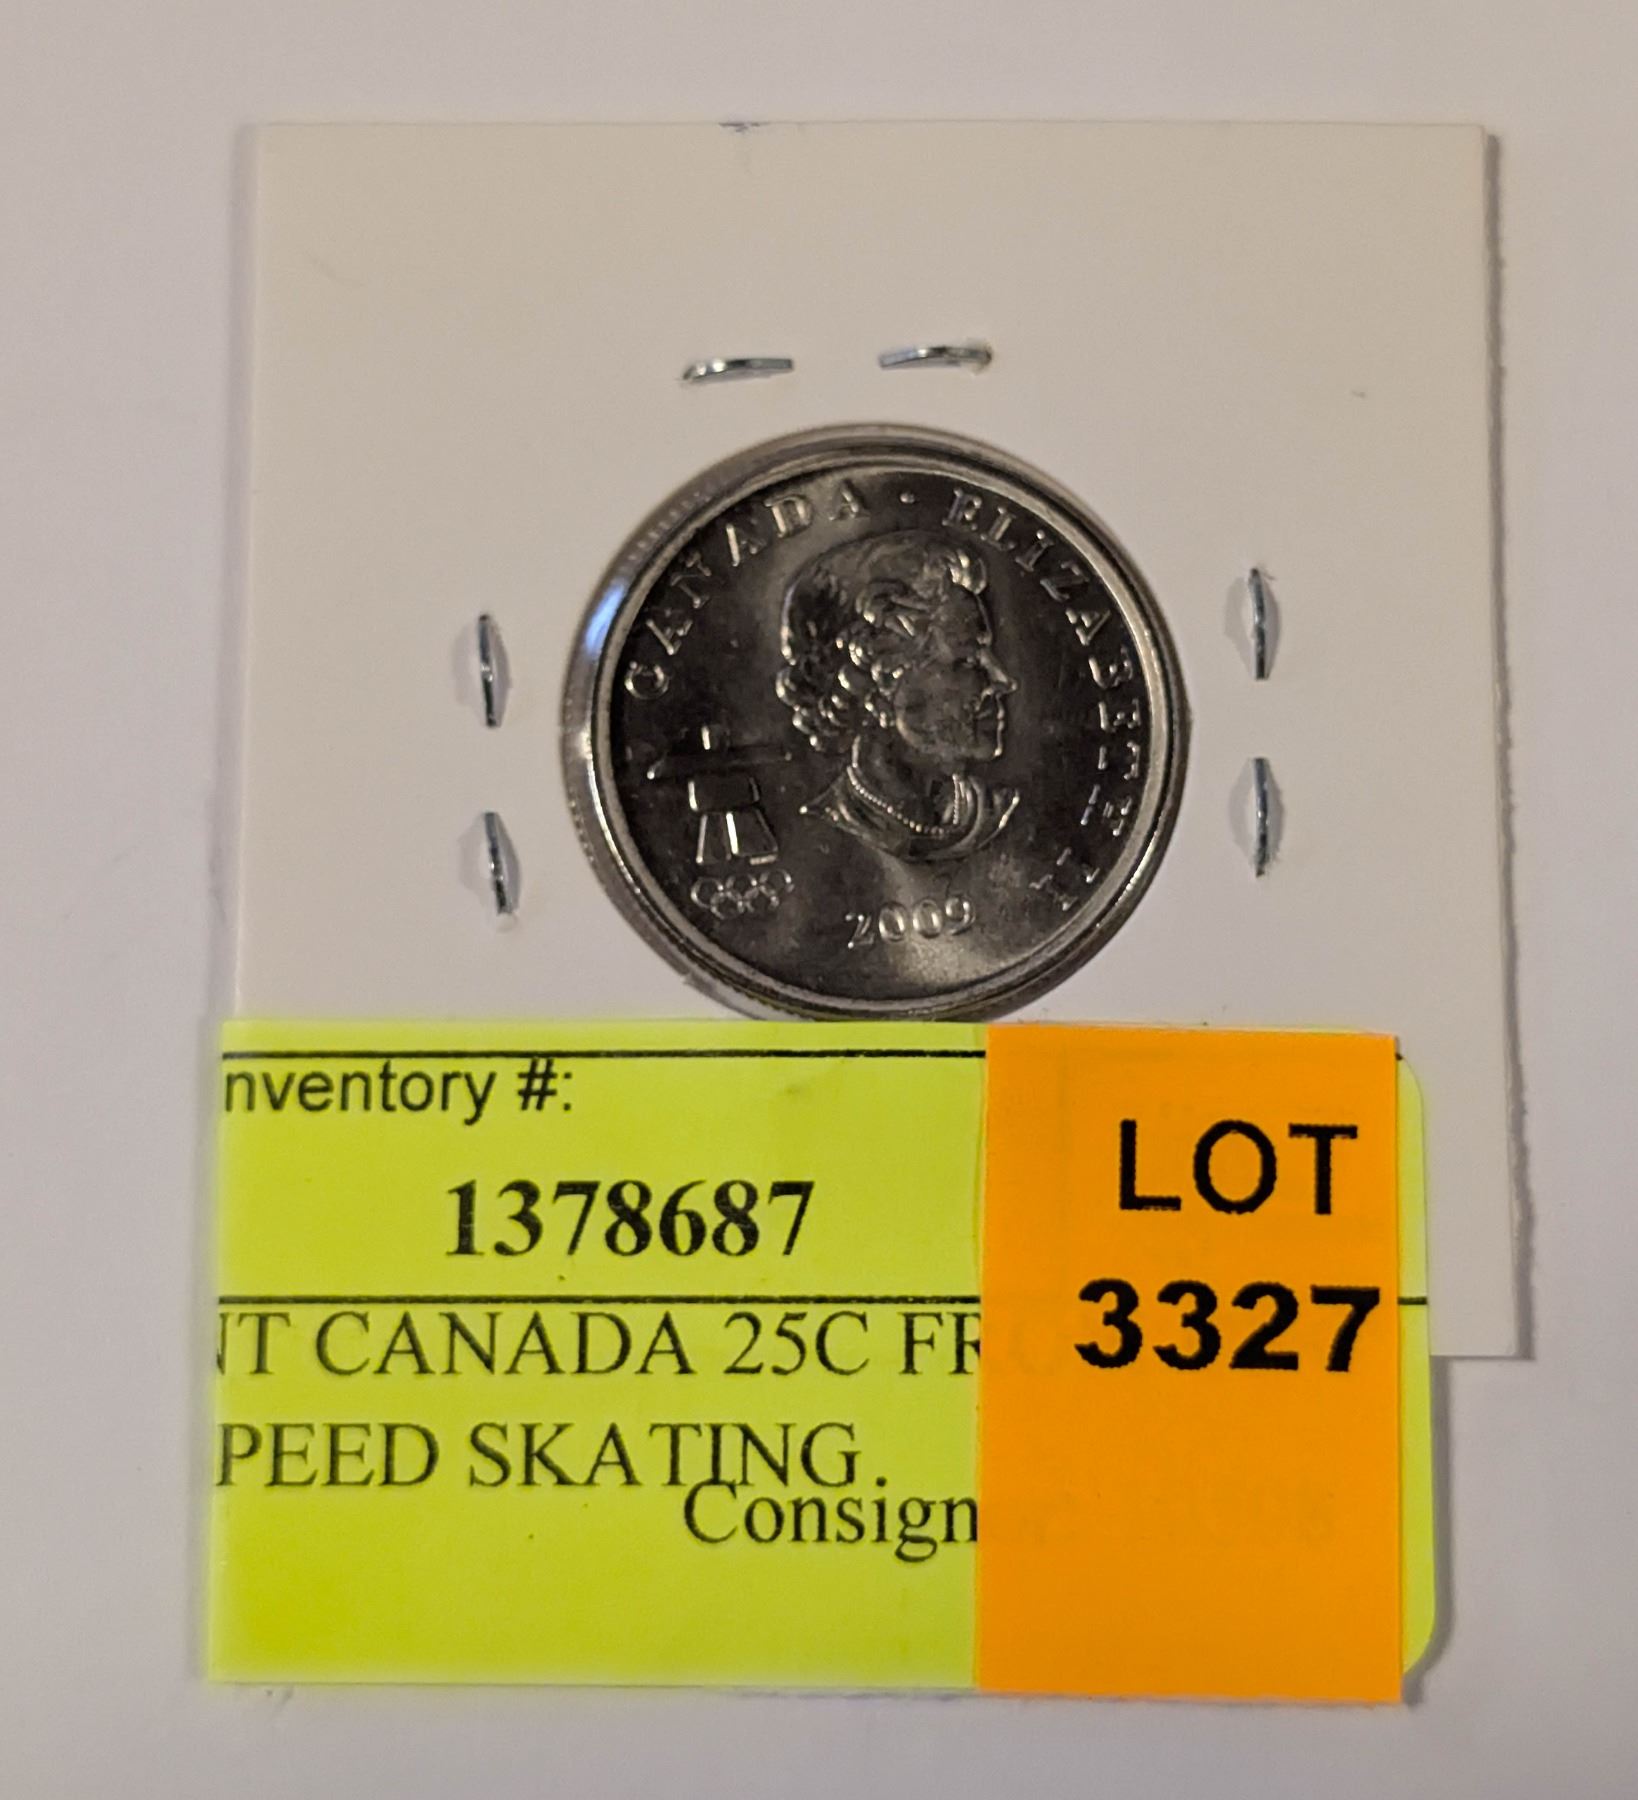 CANADA · ELIZABETH II
2009
nventory #:
1378687
LOT
3327
NT CANADA 25C FR
PEED SKATING.
Consign